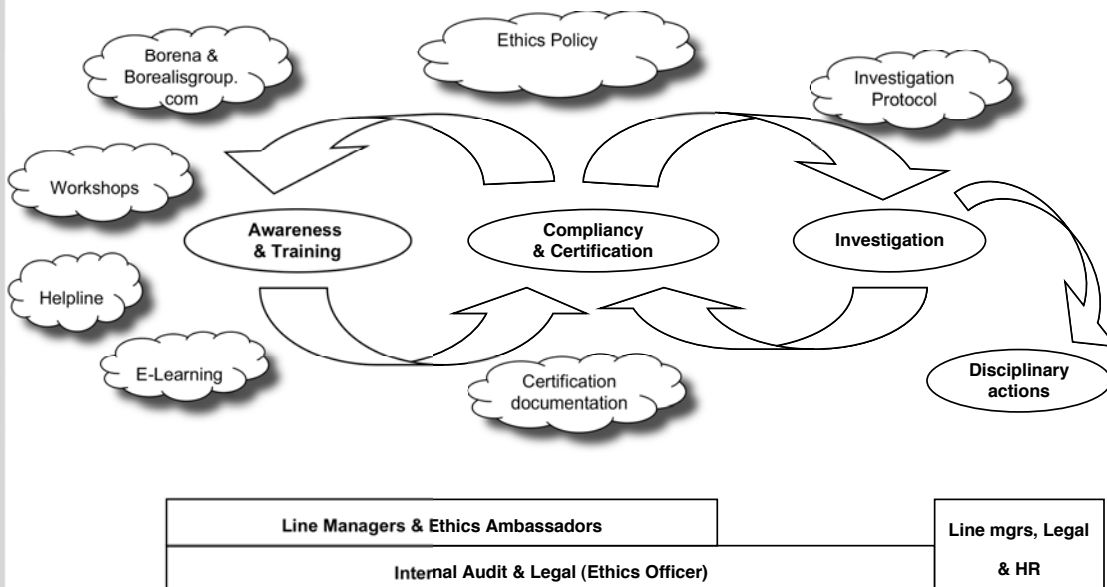 Borena &
Borealisgroup.
com
Ethics Policy
Investigation
Protocol
Workshops
Awareness
& Training
Compliancy
& Certification
Investigation
Helpline
E-Learning
Certification
documentation
Disciplinary
actions
Line Managers & Ethics Ambassadors
Internal Audit & Legal (Ethics Officer)
Line mgrs, Legal
& HR